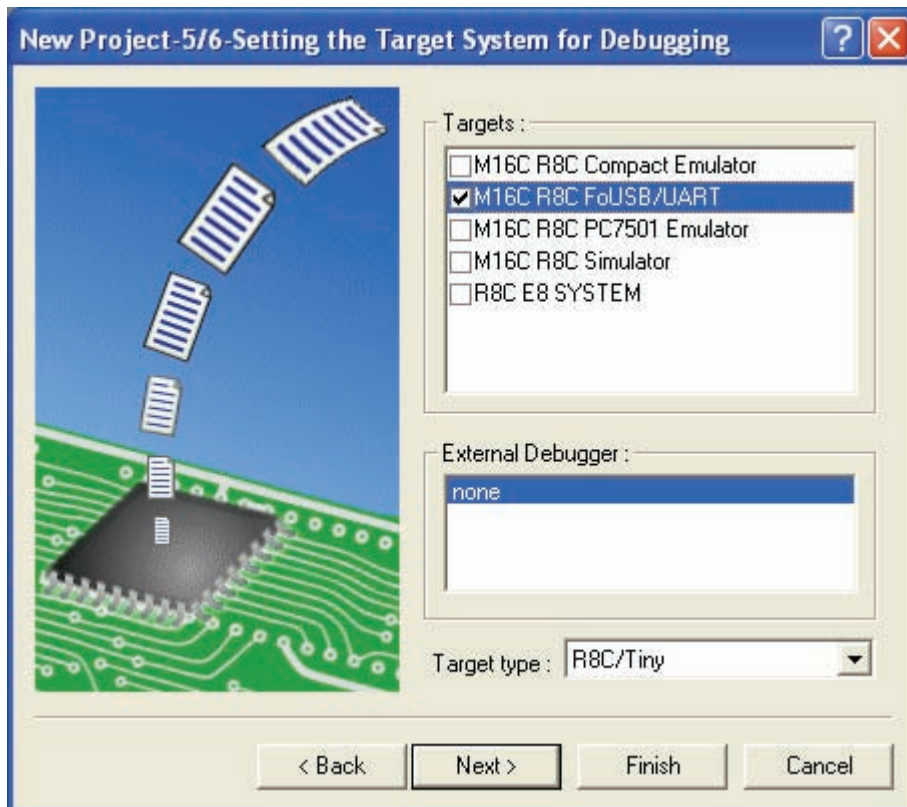 New Project-5/6-Setting the Target System for Debugging
Targets :
M16C R8C Compact Emulator
M16C R8C FoUSB/UART
M16C R8C PC7501 Emulator
M16C R8C Simulator
R8C E8 SYSTEM
External Debugger :
none
Target type : R8C/Tiny
< Back Next > Finish Cancel